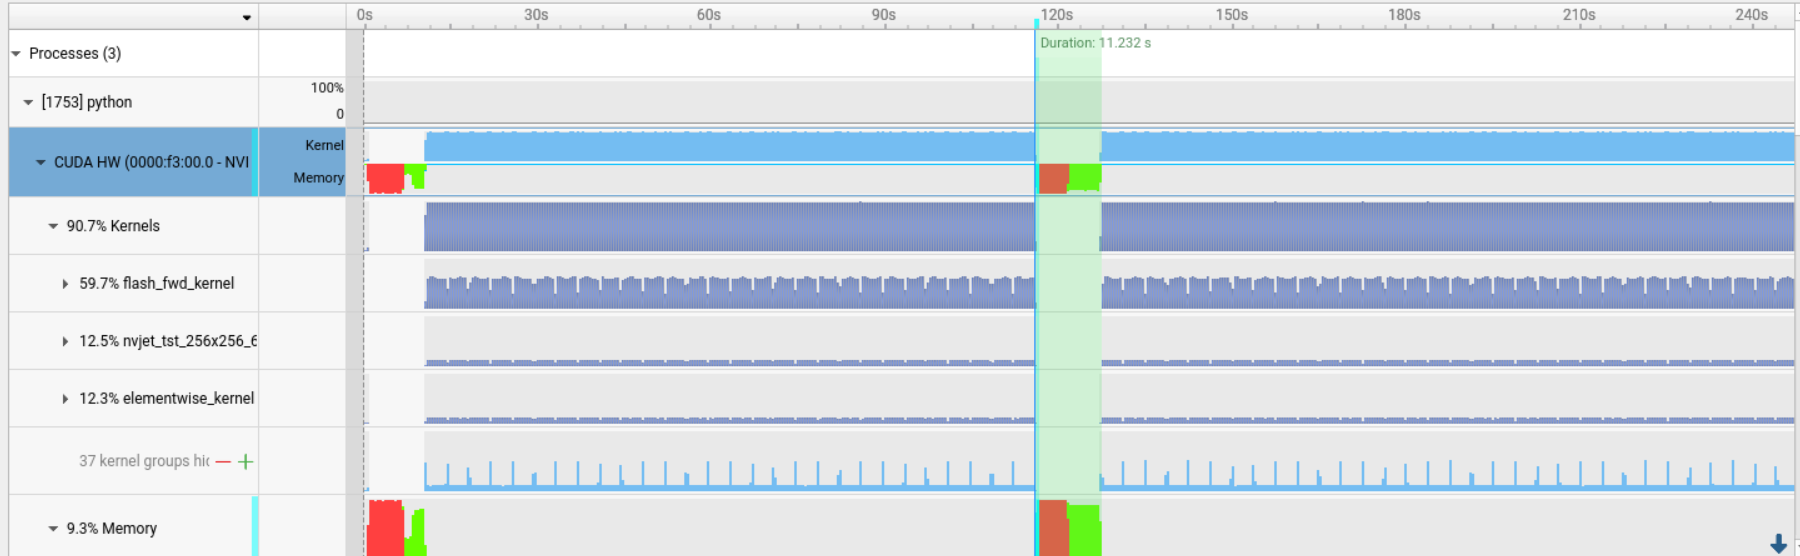 0s 30s 60s 90s 120s 150s 180s 210s 240s
Duration: 11.232 s
Processes (3)
[1753] python
100%
0
CUDA HW (0000:f3:00.0 - NVI
Kernel
Memory
90.7% Kernels
59.7% flash_fwd_kernel
12.5% nvjet_tst_256x256_6
12.3% elementwise_kernel
37 kernel groups hic
9.3% Memory